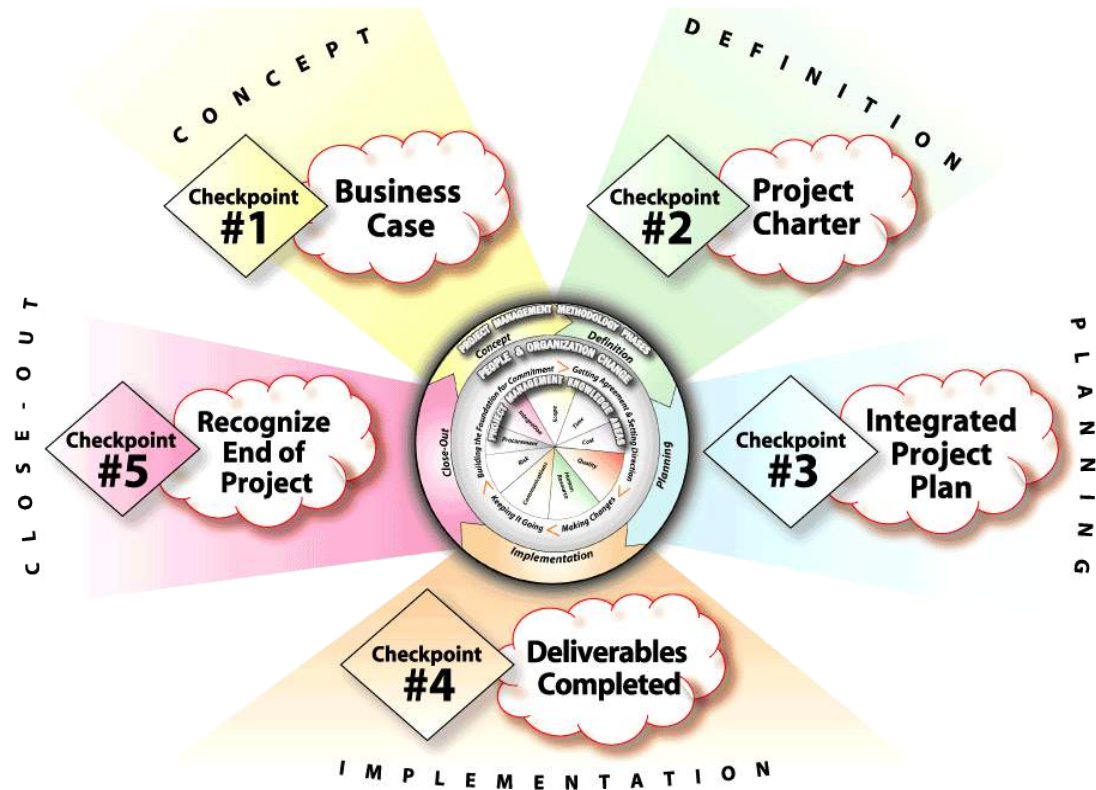 CONCEPT
DEFINITION
Checkpoint
#1
Business
Case
Checkpoint
#2
Project
Charter
CLOSE-OUT
PLANNING
PROJECT MANAGEMENT METHODOLOGY PHASES
Concept
Definition
Planning
Implementation
Close-Out
PEOPLE & ORGANIZATION CHANGE
Building the Foundation for Commitment
>
Getting Agreement & Setting Direction
>
Making Changes
<
Keeping It Going
<
PROJECT MANAGEMENT KNOWLEDGE AREAS
Integration
Scope
Time
Cost
Quality
Human
Resource
Communications
Risk
Procurement
Checkpoint
#5
Recognize
End of
Project
Checkpoint
#3
Integrated
Project
Plan
Checkpoint
#4
Deliverables
Completed
IMPLEMENTATION